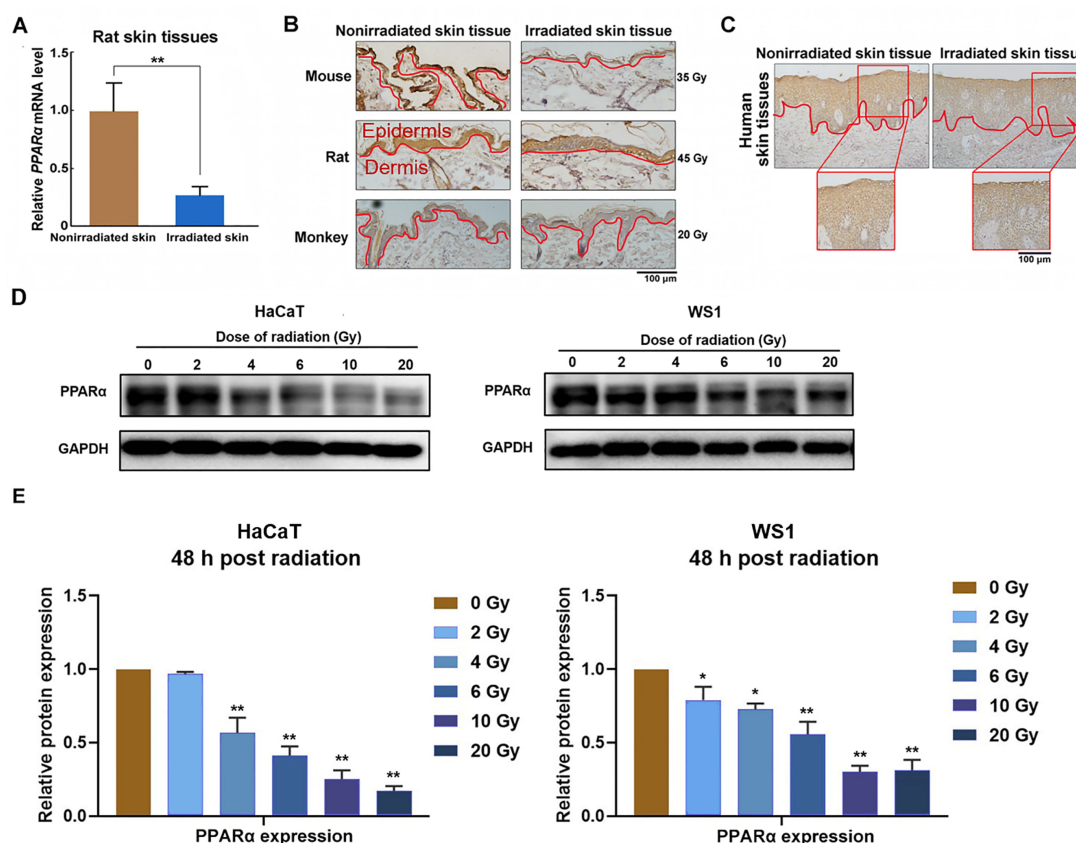 A
Rat skin tissues
Relative PPARα mRNA level
1.5
1.0
0.5
0
**
Nonirradiated skin
Irradiated skin
B
Nonirradiated skin tissue
Irradiated skin tissue
Mouse
35 Gy
Rat
Epidermis
Dermis
45 Gy
Monkey
20 Gy
100 μm
C
Nonirradiated skin tissue
Irradiated skin tissue
Human
skin tissues
100 μm
D
HaCaT
Dose of radiation (Gy)
0 2 4 6 10 20
PPARα
GAPDH
WS1
Dose of radiation (Gy)
0 2 4 6 10 20
PPARα
GAPDH
E
HaCaT
48 h post radiation
Relative protein expression
1.5
1.0
0.5
0.0
**
**
**
**
PPARα expression
0 Gy
2 Gy
4 Gy
6 Gy
10 Gy
20 Gy
WS1
48 h post radiation
Relative protein expression
1.5
1.0
0.5
0.0
*
*
**
**
**
PPARα expression
0 Gy
2 Gy
4 Gy
6 Gy
10 Gy
20 Gy